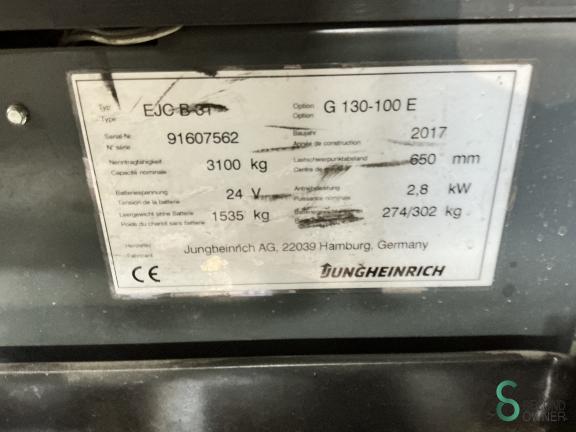 Typ
Type
EJC B 31
Option
Option
G 130-100 E
Serial-Nr.
N° série
91607562
Baujahr
Année de construction
2017
Nenntragfähigkeit
Capacité nominale
3100 kg
Lastschwerpunktabstand
Centre de
650 mm
Batteriespannung
Tension de la batterie
24 V
Antriebsleistung
Puissance nominale
2,8 kW
Leergewicht ohne Batterie
Poids du chariot sans batterie
1535 kg
274/302 kg
Hersteller
Fabricant
Jungheinrich AG, 22039 Hamburg, Germany
CE
JUNGHEINRICH
SECOND
OWNER